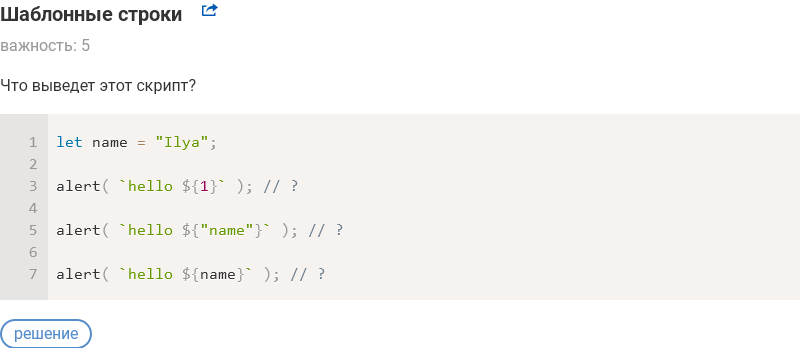 Шаблонные строки
важность: 5
Что выведет этот скрипт?
1 let name = "Ilya";
2
3 alert( `hello ${1}` ); // ?
4
5 alert( `hello ${"name"}` ); // ?
6
7 alert( `hello ${name}` ); // ?
решение